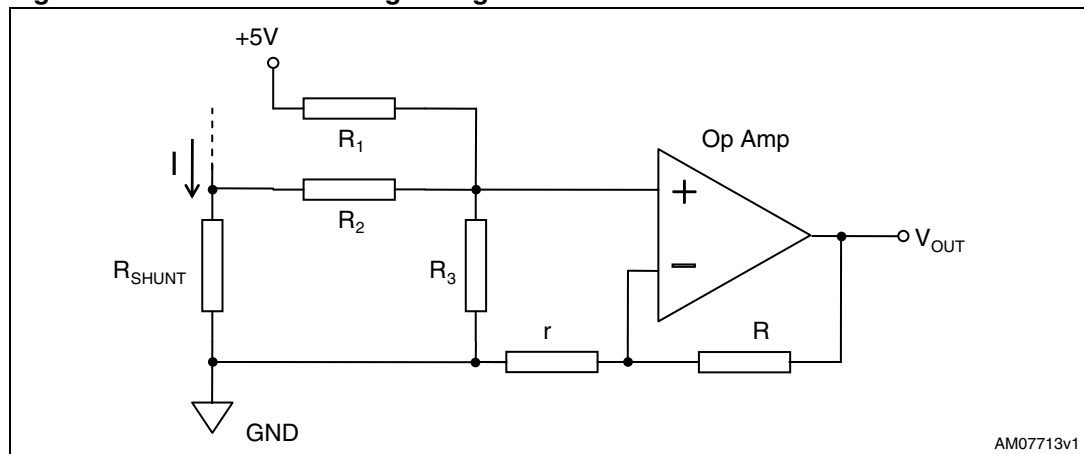 +5V
R1
Op Amp
I
R2
+
RSHUNT
R3
−
VOUT
r
R
GND
AM07713v1